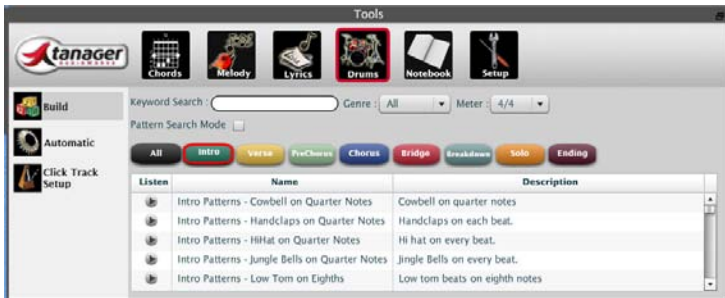 Tools
tanager
AUDIOWORKS
Chords Melody Lyrics Drums Notebook Setup
Build
Automatic
Click Track
Setup
Keyword Search : Genre : All Meter : 4/4
Pattern Search Mode
All Intro Verse PreChorus Chorus Bridge Breakdown Solo Ending
Listen Name Description
Intro Patterns - Cowbell on Quarter Notes Cowbell on quarter notes
Intro Patterns - Handclaps on Quarter Notes Handclaps on each beat.
Intro Patterns - HiHat on Quarter Notes Hi hat on every beat.
Intro Patterns - Jungle Bells on Quarter Notes Jingle Bells on every beat.
Intro Patterns - Low Tom on Eighths Low tom beats on eighth notes